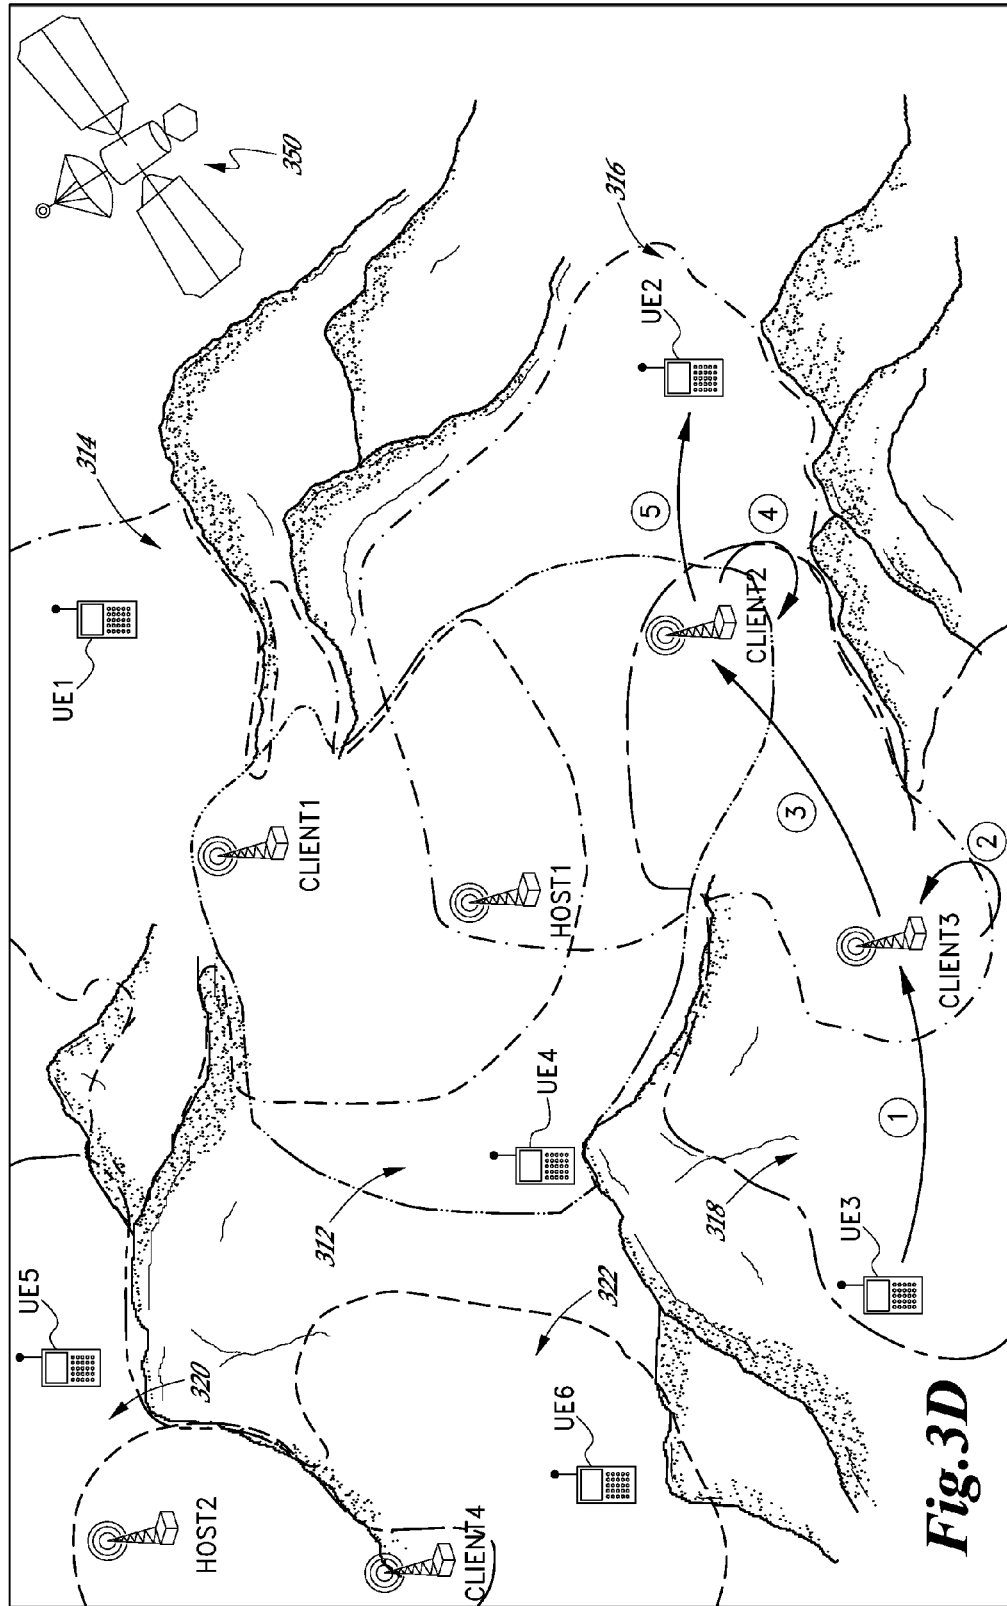 350
314
316
UE1
UE2
5
4
CLIENT2
CLIENT1
HOST1
3
2
CLIENT3
UE4
1
312
318
UE3
322
UE5
320
UE6
HOST2
CLIENT4
Fig.3D